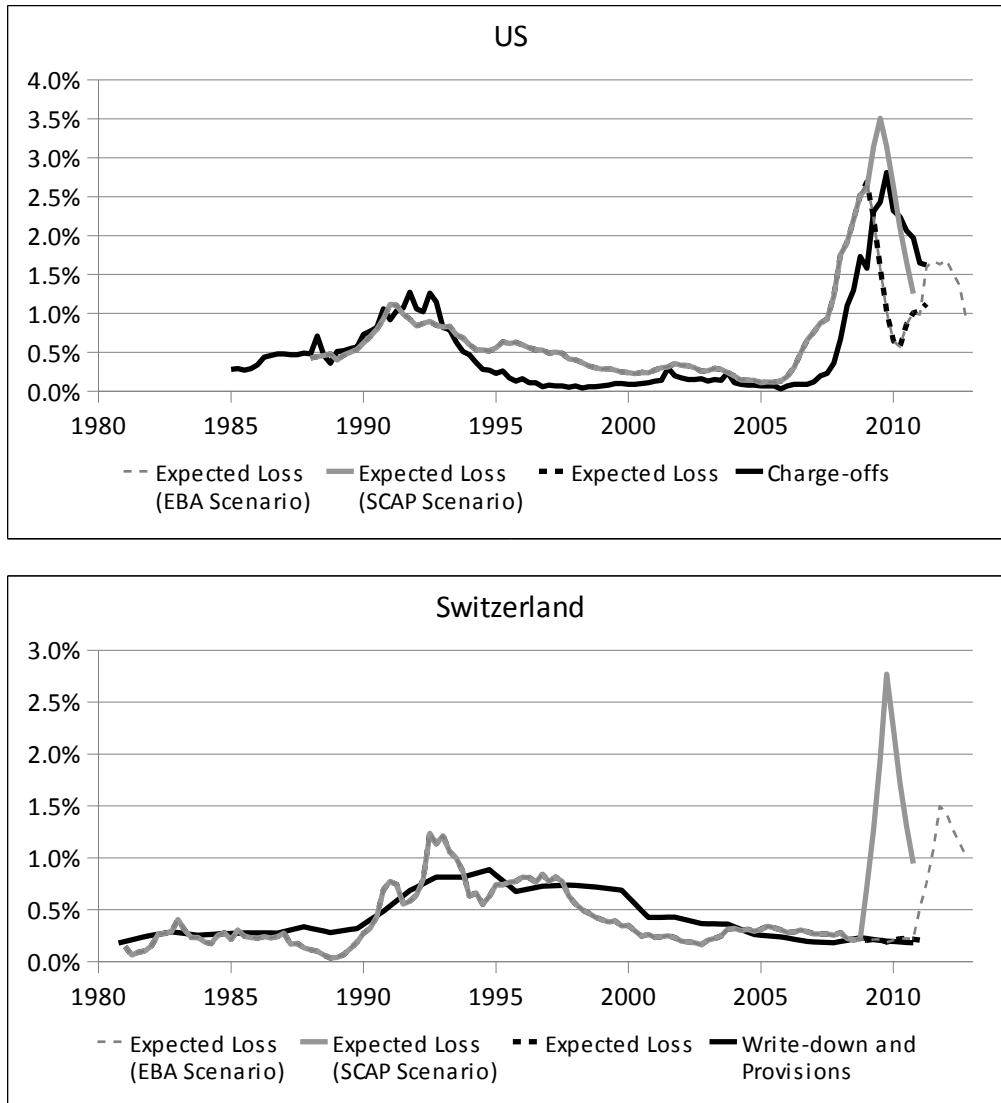 US
4.0%
3.5%
3.0%
2.5%
2.0%
1.5%
1.0%
0.5%
0.0%
1980 1985 1990 1995 2000 2005 2010
Expected Loss Expected Loss Expected Loss Charge-offs
(EBA Scenario) (SCAP Scenario)
Switzerland
3.0%
2.5%
2.0%
1.5%
1.0%
0.5%
0.0%
1980 1985 1990 1995 2000 2005 2010
Expected Loss Expected Loss Expected Loss Write-down and
(EBA Scenario) (SCAP Scenario) Provisions